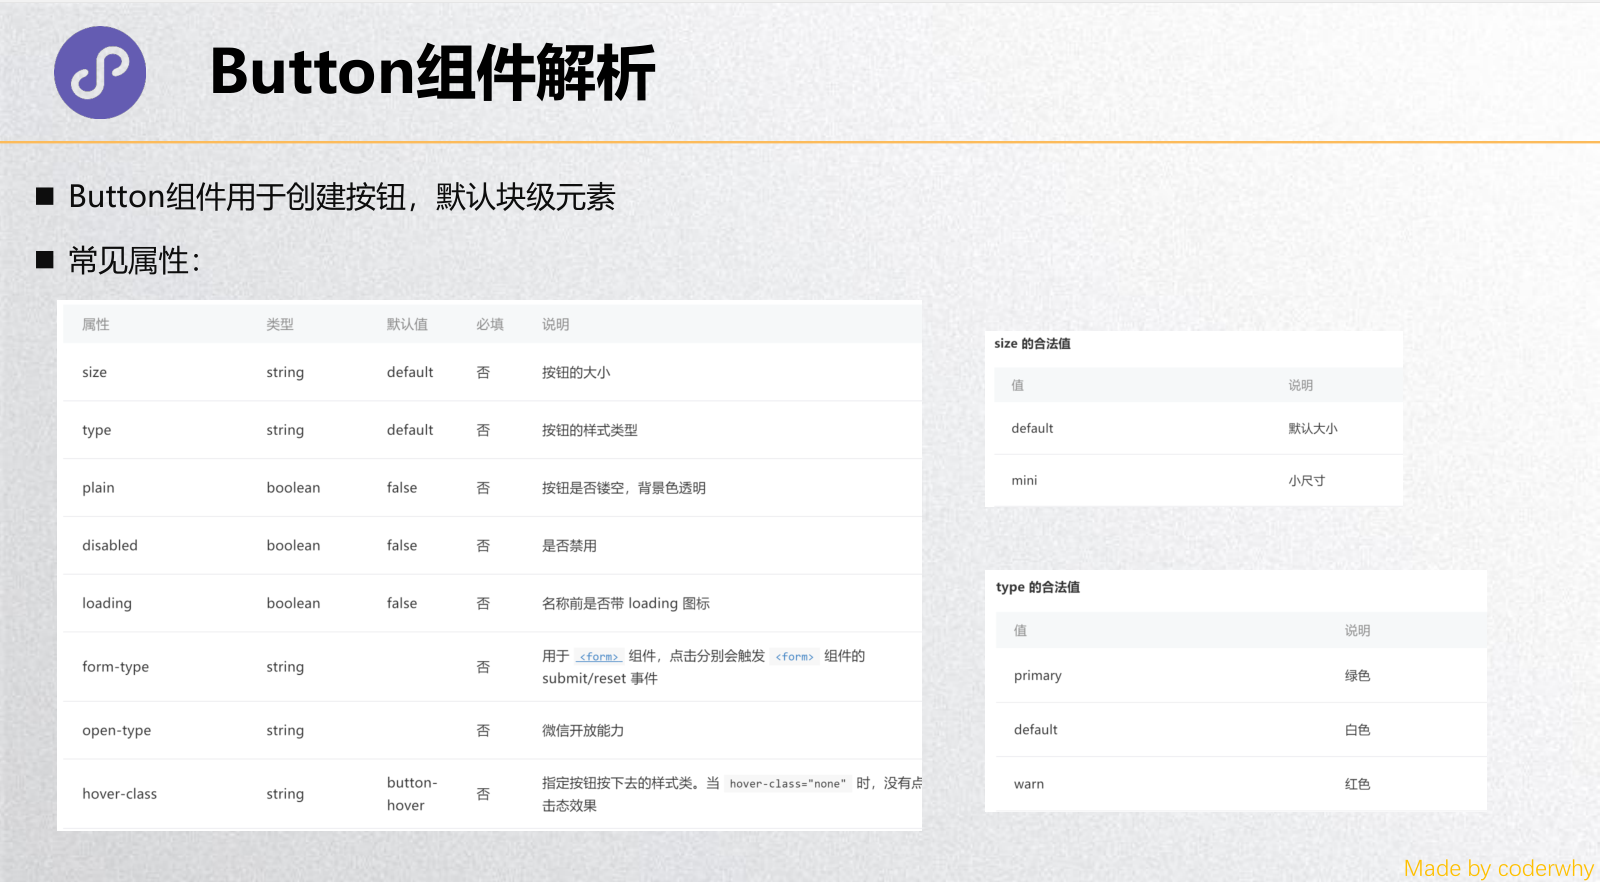 Button组件解析
■ Button组件用于创建按钮，默认块级元素
■ 常见属性：
属性 类型 默认值 必填 说明
size string default 否 按钮的大小
type string default 否 按钮的样式类型
plain boolean false 否 按钮是否镂空，背景色透明
disabled boolean false 否 是否禁用
loading boolean false 否 名称前是否带 loading 图标
form-type string 否 用于 <form> 组件，点击分别会触发 <form> 组件的
submit/reset 事件
open-type string 否 微信开放能力
hover-class string button-hover 否 指定按钮按下去的样式类。当 hover-class="none" 时，没有点
击态效果
size 的合法值
值 说明
default 默认大小
mini 小尺寸
type 的合法值
值 说明
primary 绿色
default 白色
warn 红色
Made by coderwhy